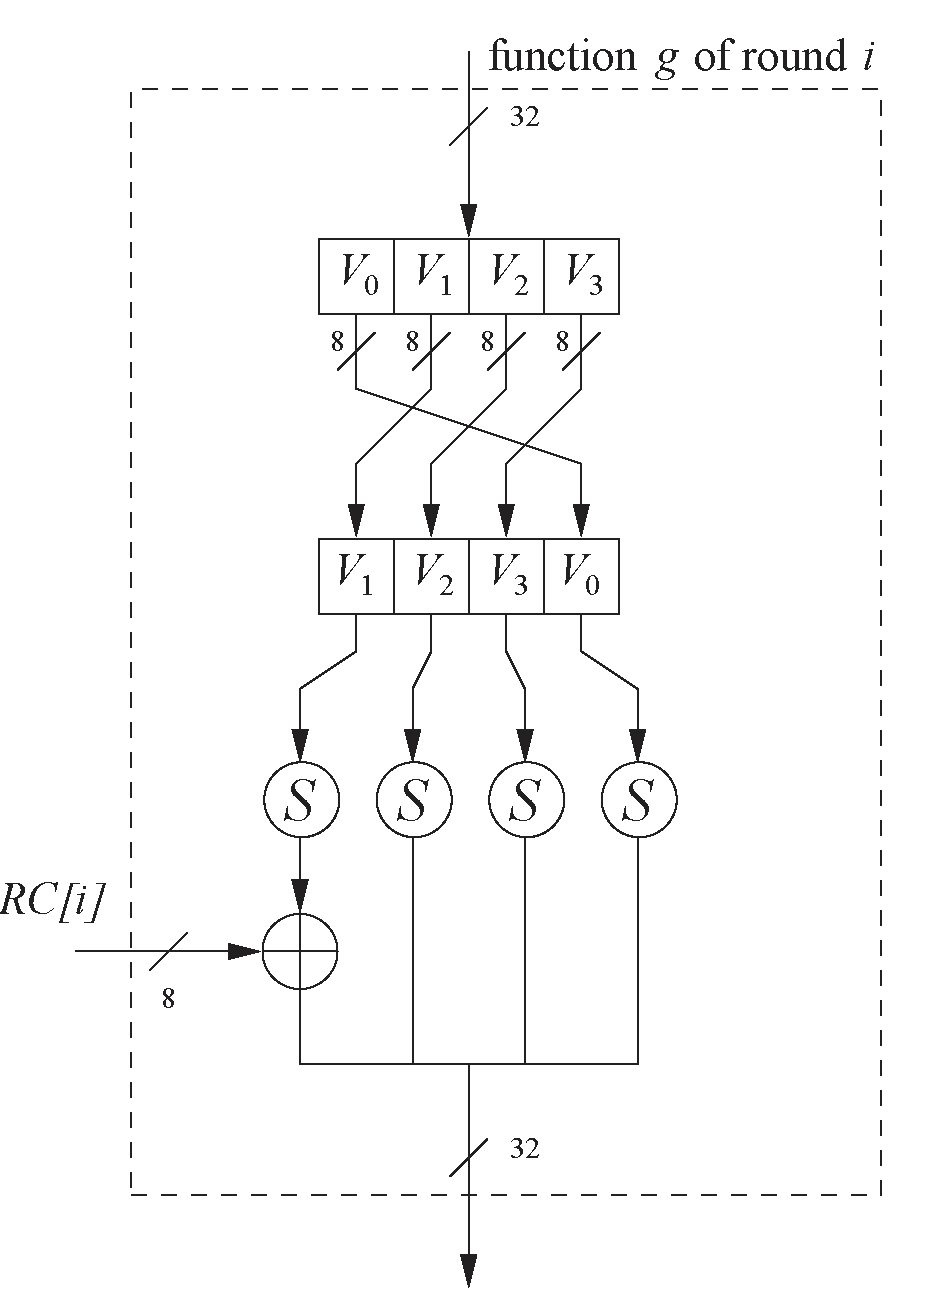 function g of round i
32
V0 V1 V2 V3
8 8 8 8
V1 V2 V3 V0
S S S S
RC[i]
8
32